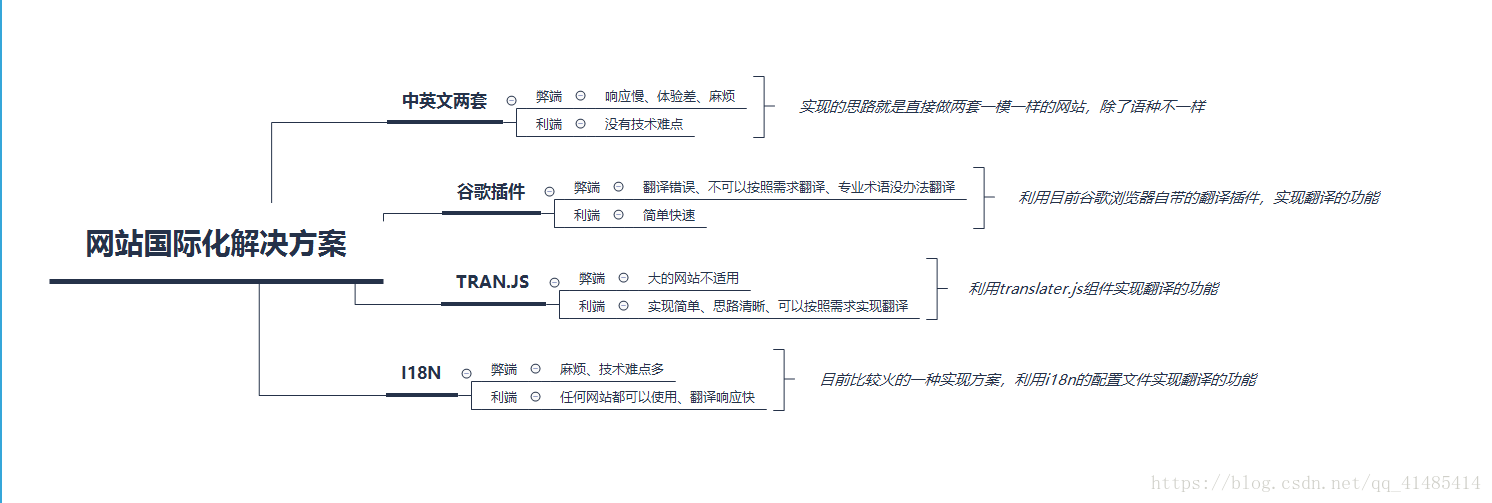 网站国际化解决方案
中英文两套
弊端
响应慢、体验差、麻烦
利端
没有技术难点
实现的思路就是直接做两套一模一样的网站，除了语种不一样
谷歌插件
弊端
翻译错误、不可以按照需求翻译、专业术语没办法翻译
利端
简单快速
利用目前谷歌浏览器自带的翻译插件，实现翻译的功能
TRAN.JS
弊端
大的网站不适用
利端
实现简单、思路清晰、可以按照需求实现翻译
利用translater.js组件实现翻译的功能
I18N
弊端
麻烦、技术难点多
利端
任何网站都可以使用、翻译响应快
目前比较火的一种实现方案，利用i18n的配置文件实现翻译的功能
https://blog.csdn.net/qq_41485414